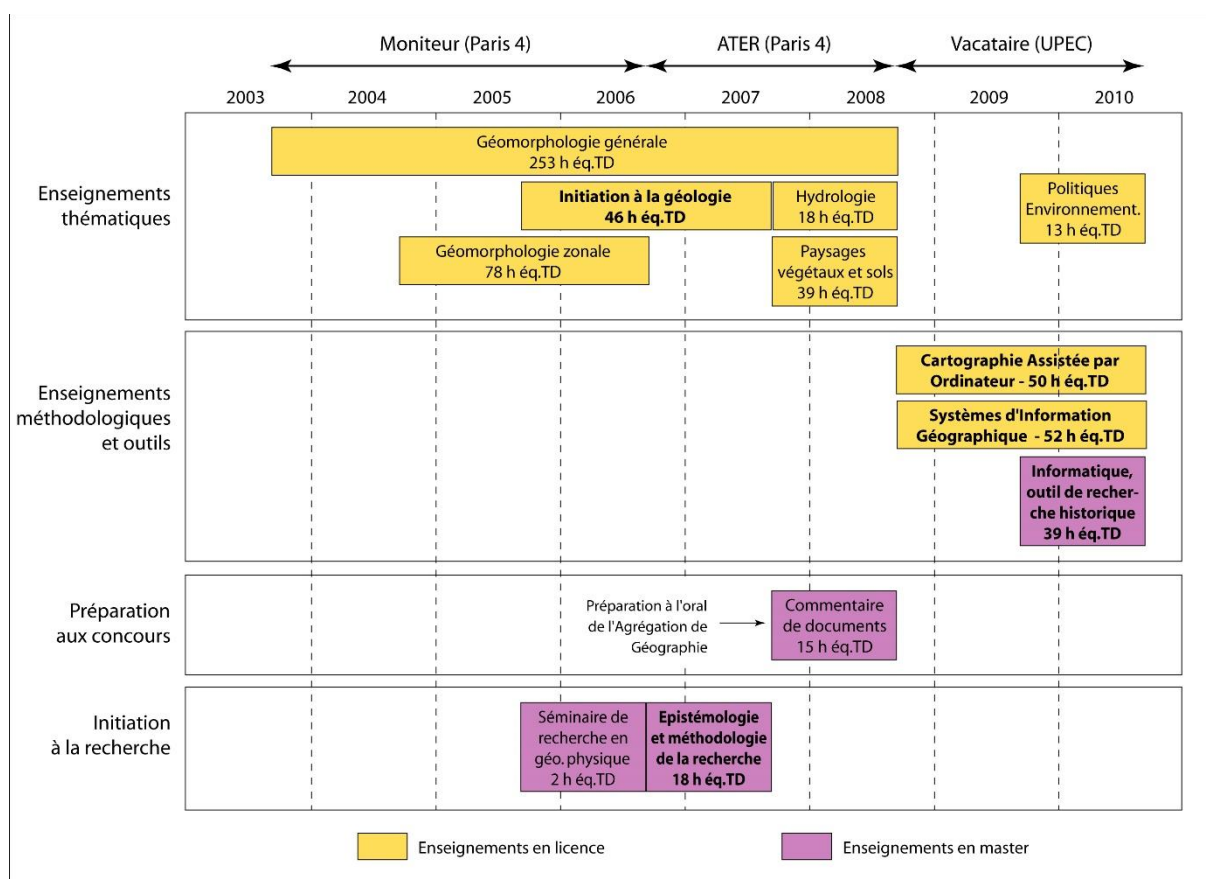 Moniteur (Paris 4)
ATER (Paris 4)
Vacataire (UPEC)
2003
2004
2005
2006
2007
2008
2009
2010
Enseignements
thématiques
Géomorphologie générale
253 h éq.TD
Initiation à la géologie
46 h éq.TD
Hydrologie
18 h éq.TD
Politiques
Environnement.
13 h éq.TD
Géomorphologie zonale
78 h éq.TD
Paysages
végétaux et sols
39 h éq.TD
Enseignements
méthodologiques
et outils
Cartographie Assistée par
Ordinateur - 50 h éq.TD
Systèmes d'Information
Géographique - 52 h éq.TD
Informatique,
outil de recher-
che historique
39 h éq.TD
Préparation
aux concours
Préparation à l'oral
de l'Agrégation de
Géographie
Commentaire
de documents
15 h éq.TD
Initiation
à la recherche
Séminaire de
recherche en
géo. physique
2 h éq.TD
Epistémologie
et méthodologie
de la recherche
18 h éq.TD
Enseignements en licence
Enseignements en master